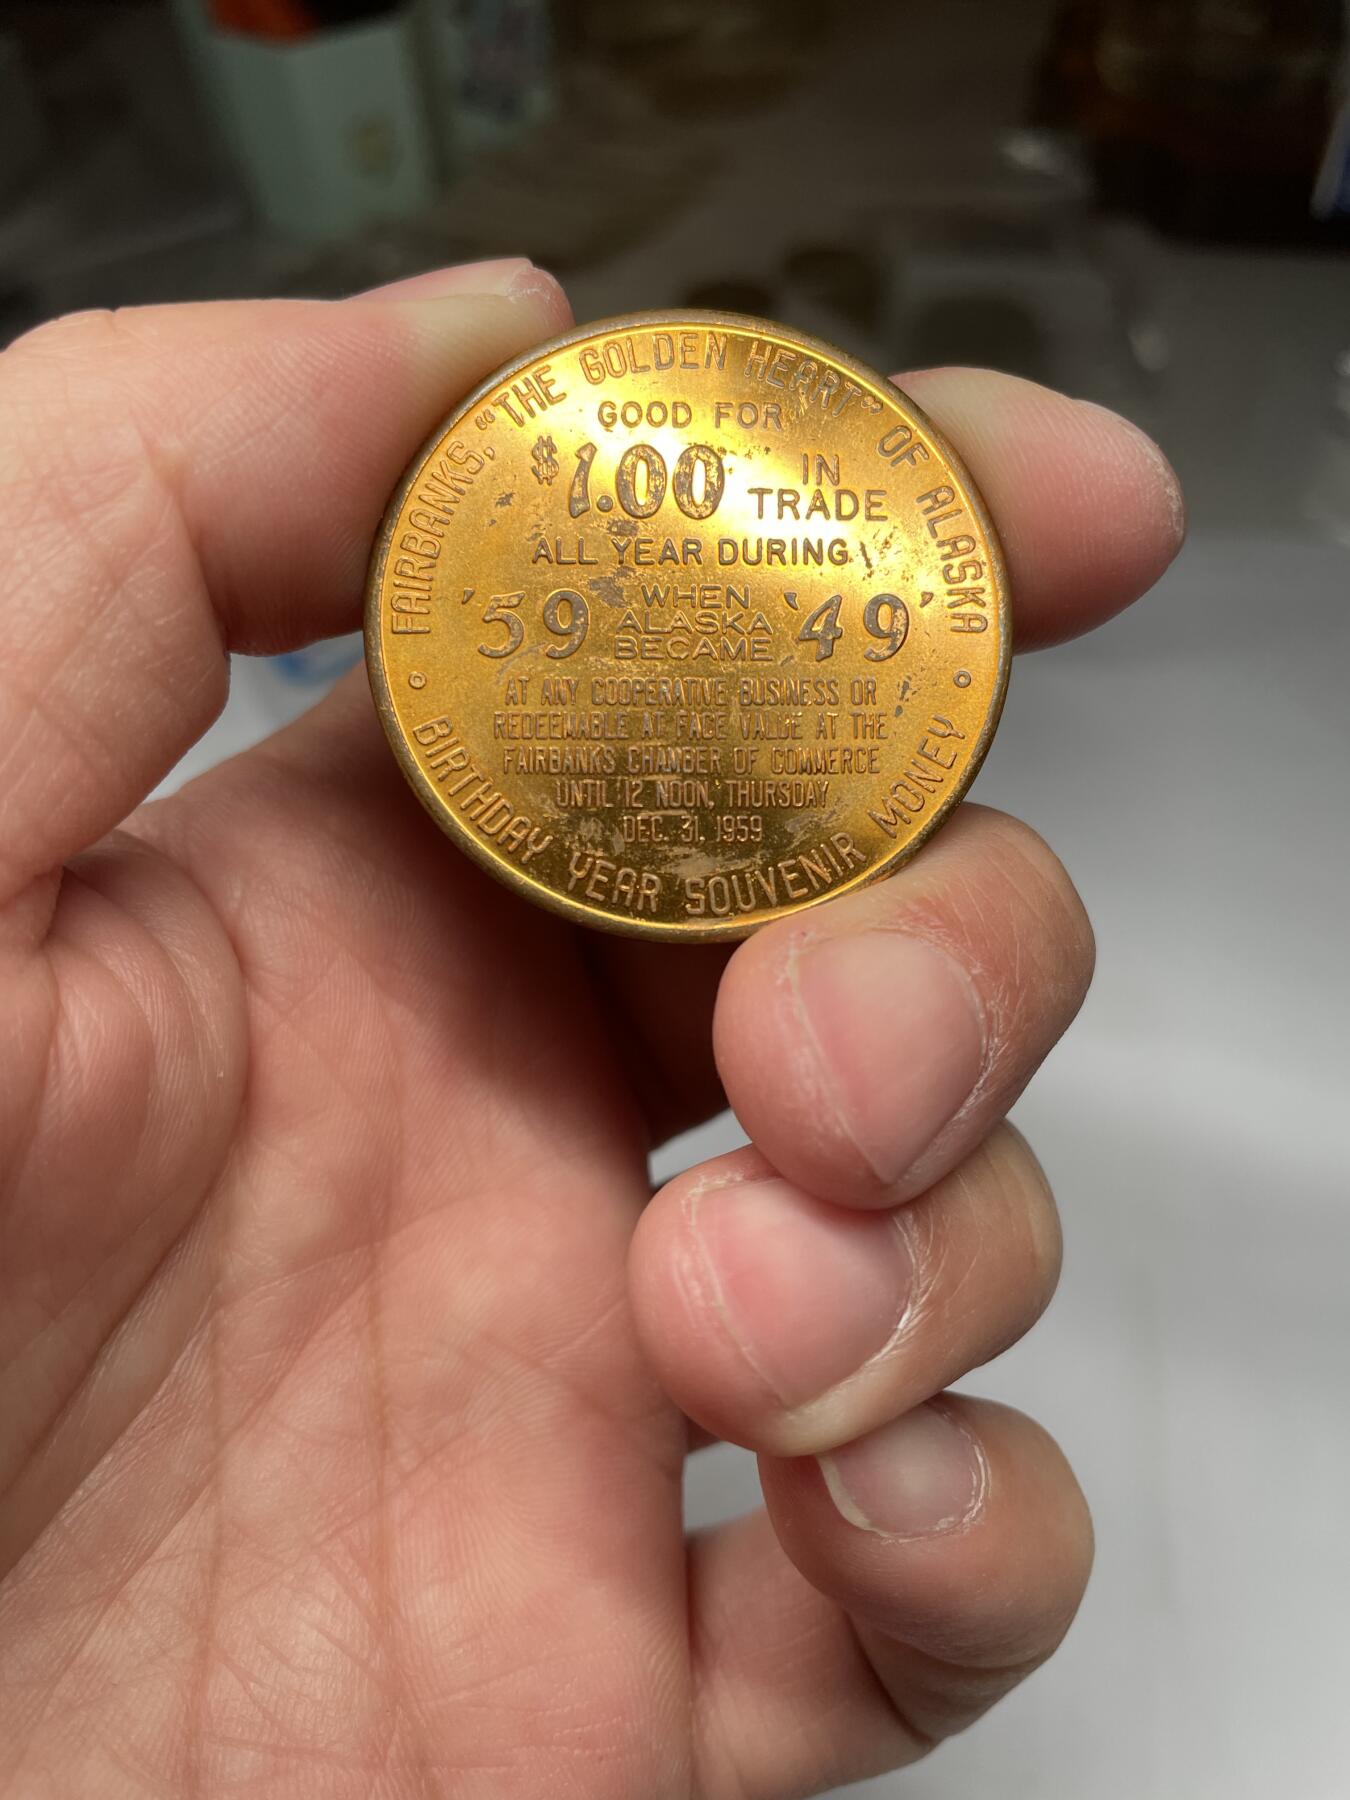 FAIRBANKS, "THE GOLDEN HEART" OF ALASKA
GOOD FOR
$1.00 IN TRADE
ALL YEAR DURING
'59 WHEN ALASKA BECAME '49'
AT ANY COOPERATIVE BUSINESS OR
REDEEMABLE AT FACE VALUE AT THE
FAIRBANKS CHAMBER OF COMMERCE
UNTIL 12 NOON, THURSDAY
DEC. 31, 1959
BIRTHDAY YEAR SOUVENIR MONEY